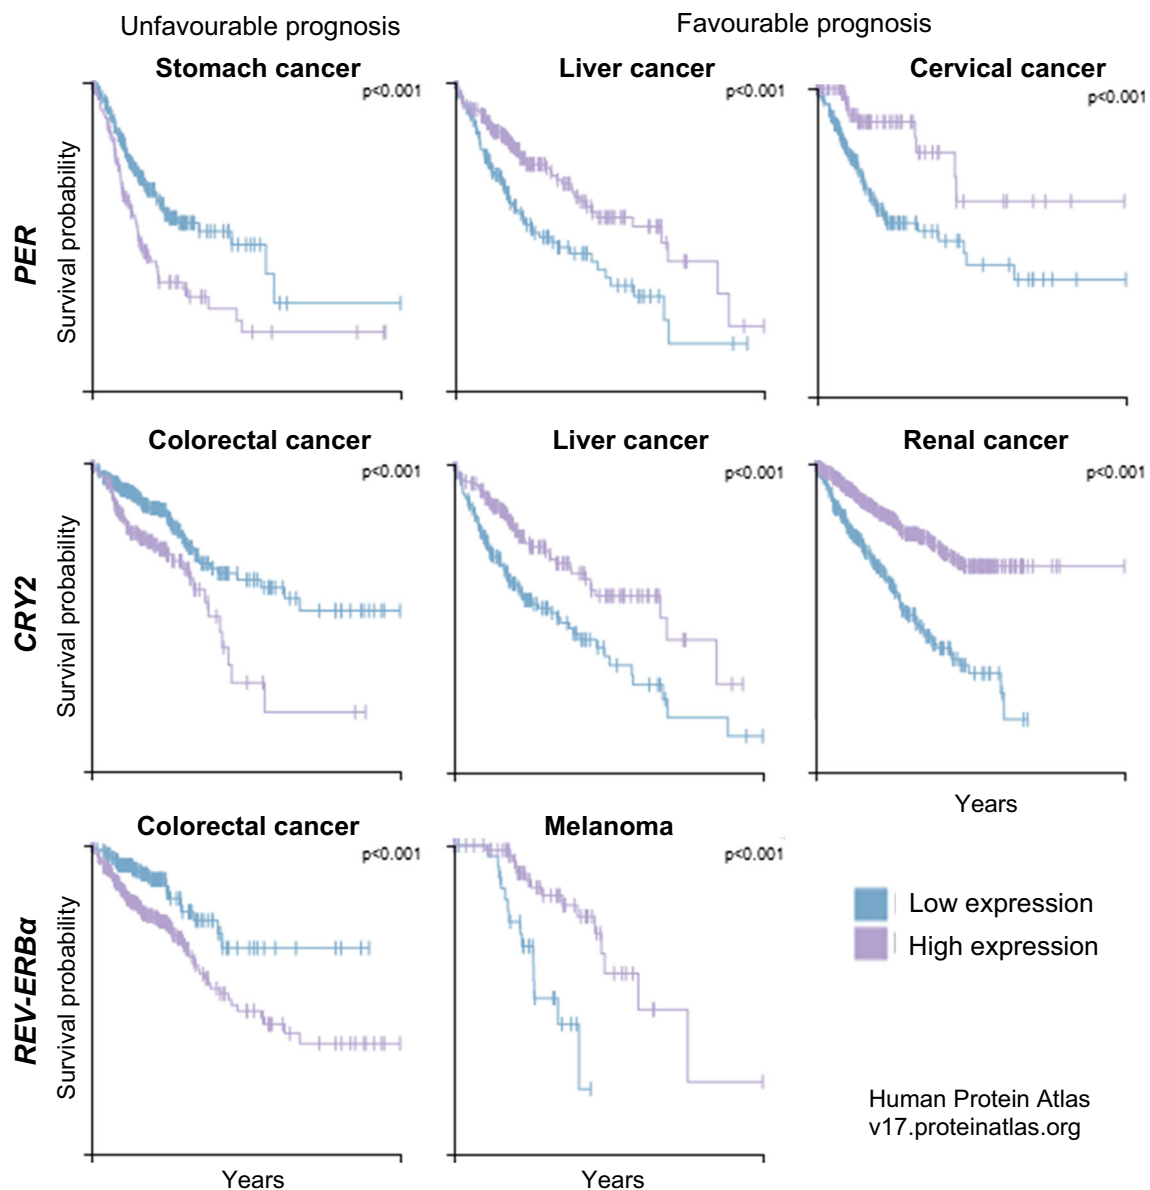 Unfavourable prognosis
Favourable prognosis
Stomach cancer
Liver cancer
Cervical cancer
p<0.001
p<0.001
p<0.001
PER
Survival probability
Colorectal cancer
Liver cancer
Renal cancer
p<0.001
p<0.001
p<0.001
CRY2
Survival probability
Years
Colorectal cancer
Melanoma
p<0.001
p<0.001
REV-ERBα
Survival probability
Years
Years
Low expression
High expression
Human Protein Atlas
v17.proteinatlas.org